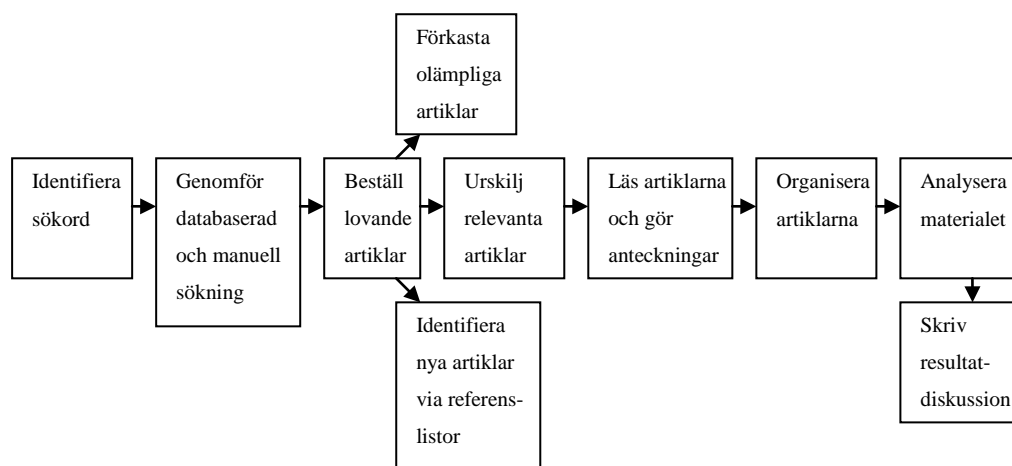 Förkasta
olämpliga
artiklar
Identifiera
sökord
Genomför
databaserad
och manuell
sökning
Beställ
lovande
artiklar
Urskilj
relevanta
artiklar
Läs artiklarna
och gör
anteckningar
Organisera
artiklarna
Analysera
materialet
Identifiera
nya artiklar
via referens-
listor
Skriv
resultat-
diskussion